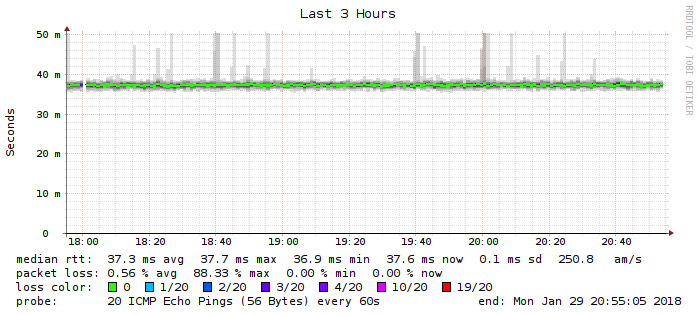 Last 3 Hours
RRDTOOL / TOBI OETIKER
Seconds
50 m
40 m
30 m
20 m
10 m
0
18:00 18:20 18:40 19:00 19:20 19:40 20:00 20:20 20:40
median rtt: 37.3 ms avg 37.7 ms max 36.9 ms min 37.6 ms now 0.1 ms sd 250.8 am/s
packet loss: 0.56 % avg 88.33 % max 0.00 % min 0.00 % now
loss color: 0 1/20 2/20 3/20 4/20 10/20 19/20
probe: 20 ICMP Echo Pings (56 Bytes) every 60s end: Mon Jan 29 20:55:05 2018